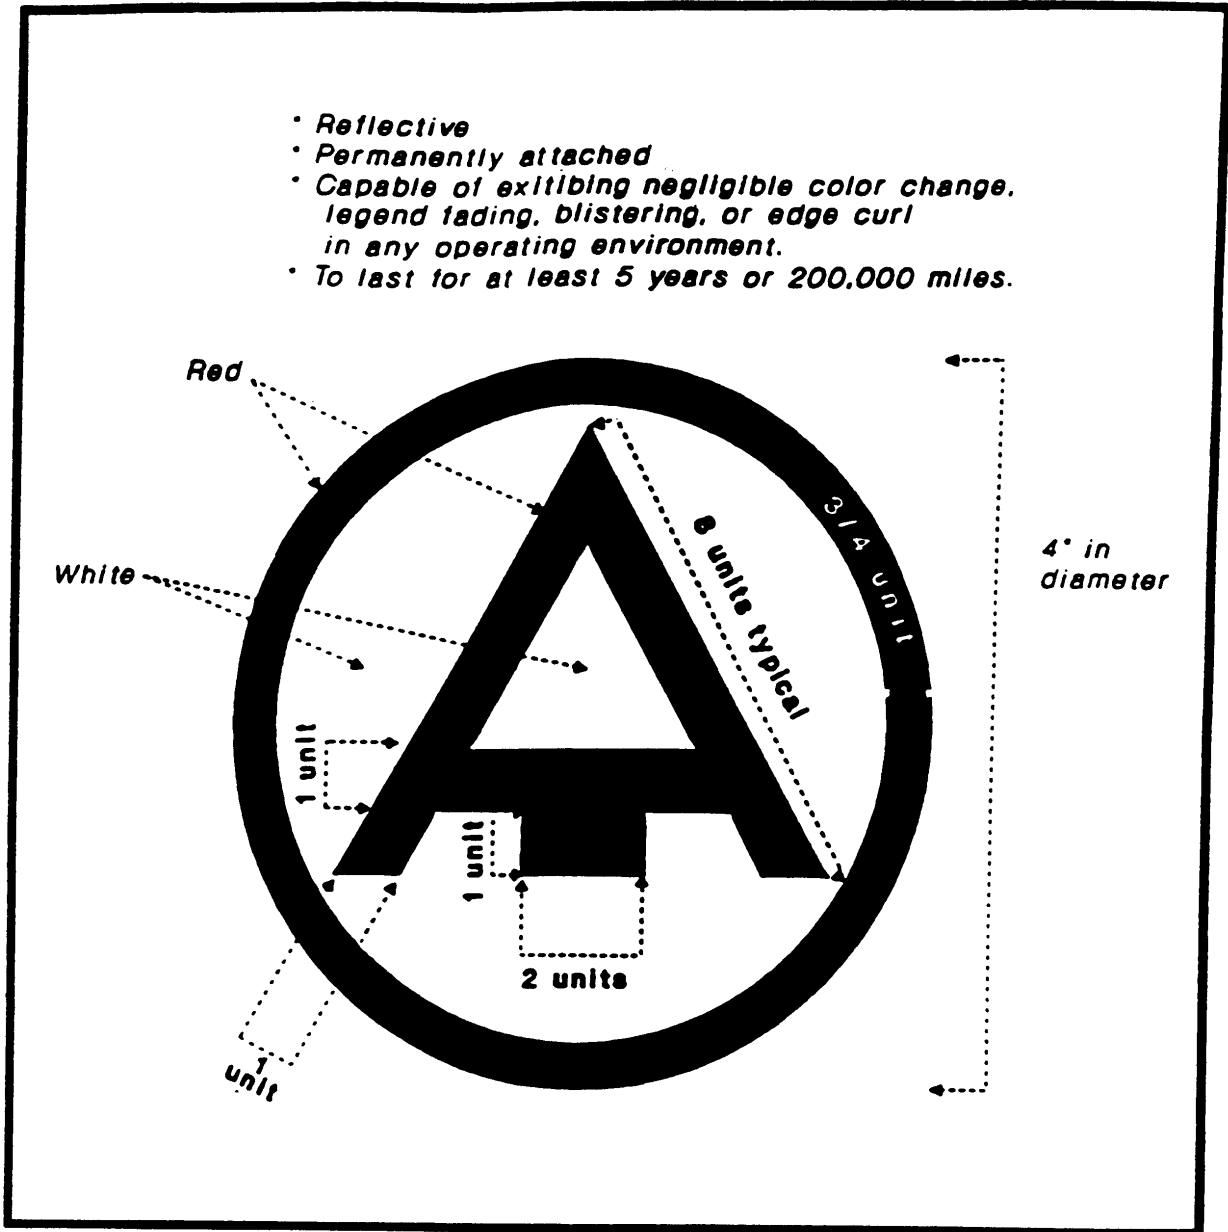 • Reflective
• Permanently attached
• Capable of exitibing negligible color change,
legend fading, blistering, or edge curl
in any operating environment.
• To last for at least 5 years or 200,000 miles.
Red
3/4 unit
8 units typical
4" in
diameter
White
1 unit
1 unit
2 units
1
unit